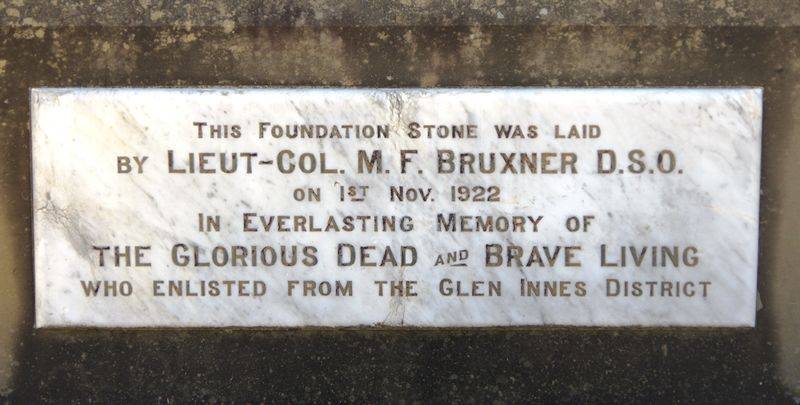 THIS FOUNDATION STONE WAS LAID
BY LIEUT-COL. M. F. BRUXNER D.S.O.
ON 1ST NOV. 1922
IN EVERLASTING MEMORY OF
THE GLORIOUS DEAD AND BRAVE LIVING
WHO ENLISTED FROM THE GLEN INNES DISTRICT